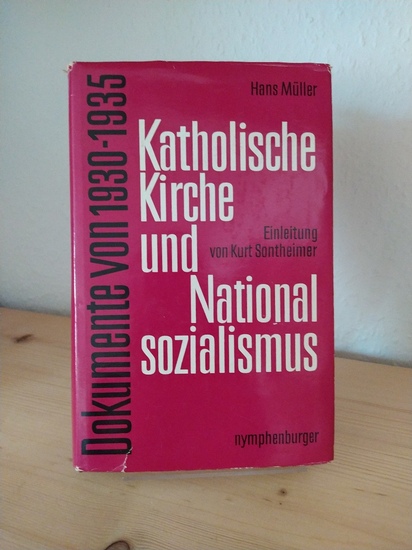 Hans Müller
Dokumente von 1930-1935
Katholische
Kirche
und
National
sozialismus
Einleitung
von Kurt Sontheimer
nymphenburger